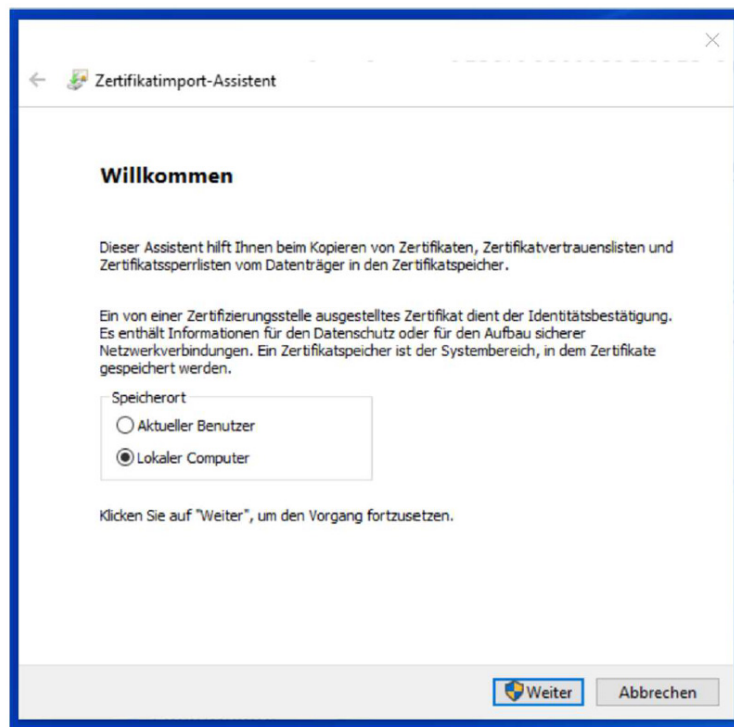 Zertifikatimport-Assistent
Willkommen
Dieser Assistent hilft Ihnen beim Kopieren von Zertifikaten, Zertifikatvertrauenslisten und
Zertifikatssperrlisten vom Datenträger in den Zertifikatspeicher.
Ein von einer Zertifizierungsstelle ausgestelltes Zertifikat dient der Identitätsbestätigung.
Es enthält Informationen für den Datenschutz oder für den Aufbau sicherer
Netzwerkverbindungen. Ein Zertifikatspeicher ist der Systembereich, in dem Zertifikate
gespeichert werden.
Speicherort
Aktueller Benutzer
Lokaler Computer
Klicken Sie auf "Weiter", um den Vorgang fortzusetzen.
Weiter Abbrechen